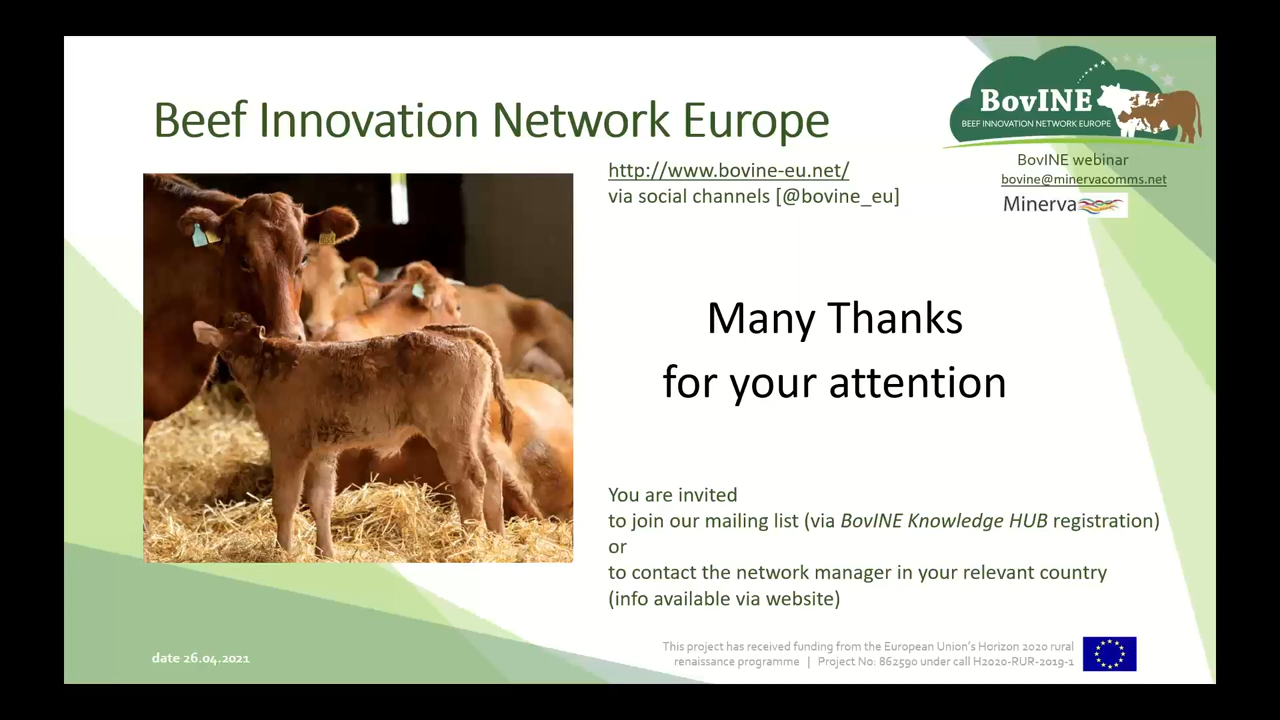 Beef Innovation Network Europe
BovINE
BEEF INNOVATION NETWORK EUROPE
BovINE webinar
bovine@minervacomms.net
Minerva
http://www.bovine-eu.net/
via social channels [@bovine_eu]
Many Thanks
for your attention
You are invited
to join our mailing list (via BovINE Knowledge HUB registration)
or
to contact the network manager in your relevant country
(info available via website)
date 26.04.2021
This project has received funding from the European Union's Horizon 2020 rural
renaissance programme | Project No: 862590 under call H2020-RUR-2019-1